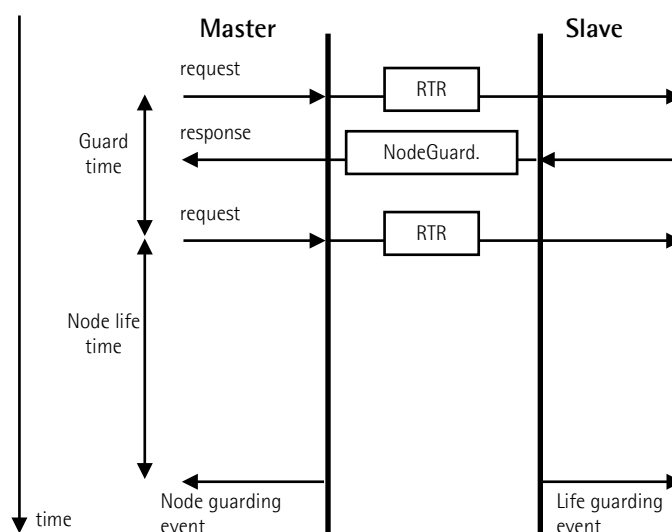 Master
Slave
request
RTR
Guard
time
response
NodeGuard.
request
RTR
Node life
time
time
Node guarding
event
Life guarding
event